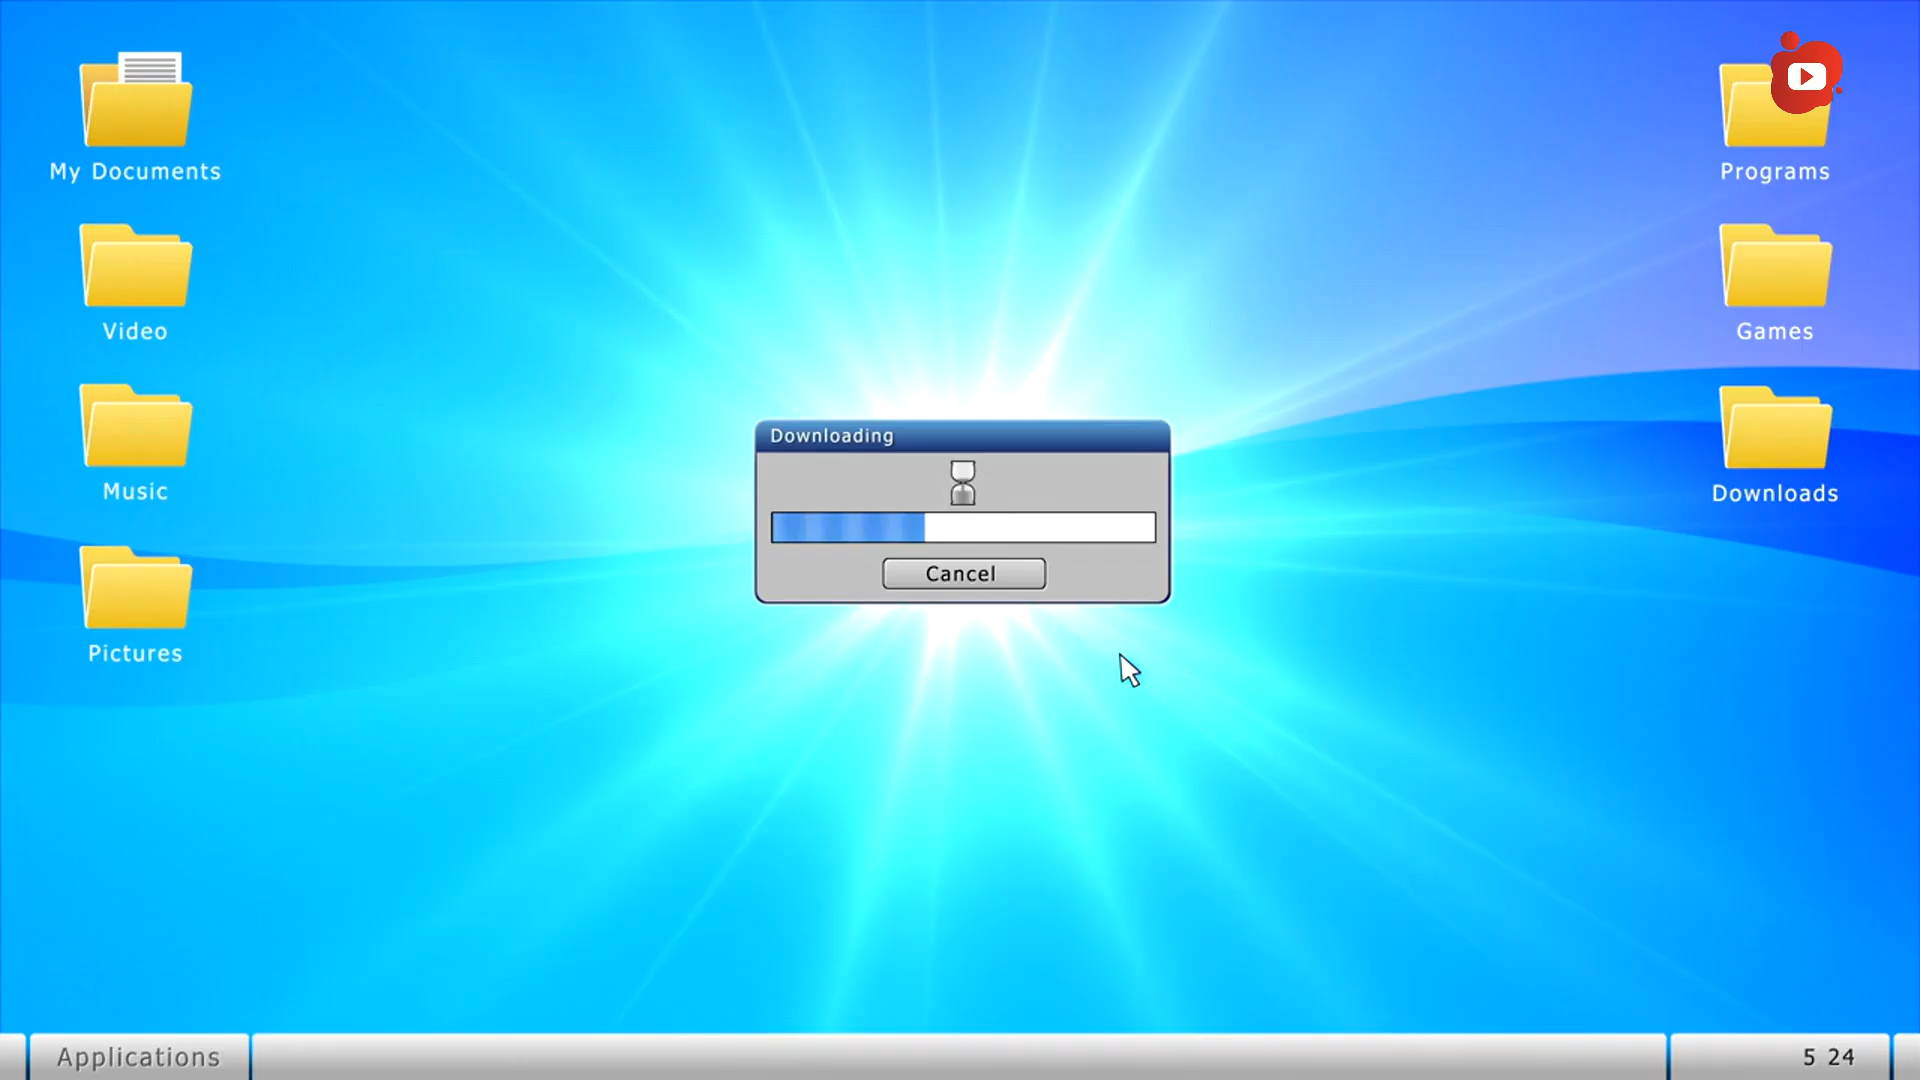 My Documents
Programs
Video
Games
Downloading
Music
Downloads
Cancel
Pictures
Applications
5 24